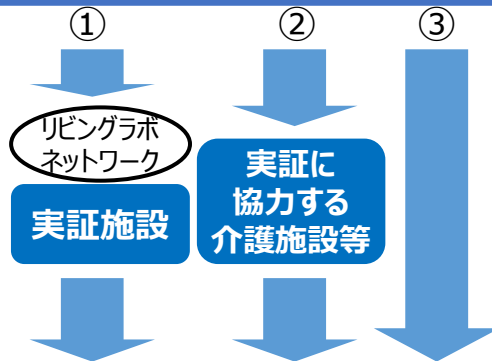 ①
②
③
リビングラボ
ネットワーク
実証施設
実証に
協力する
介護施設等